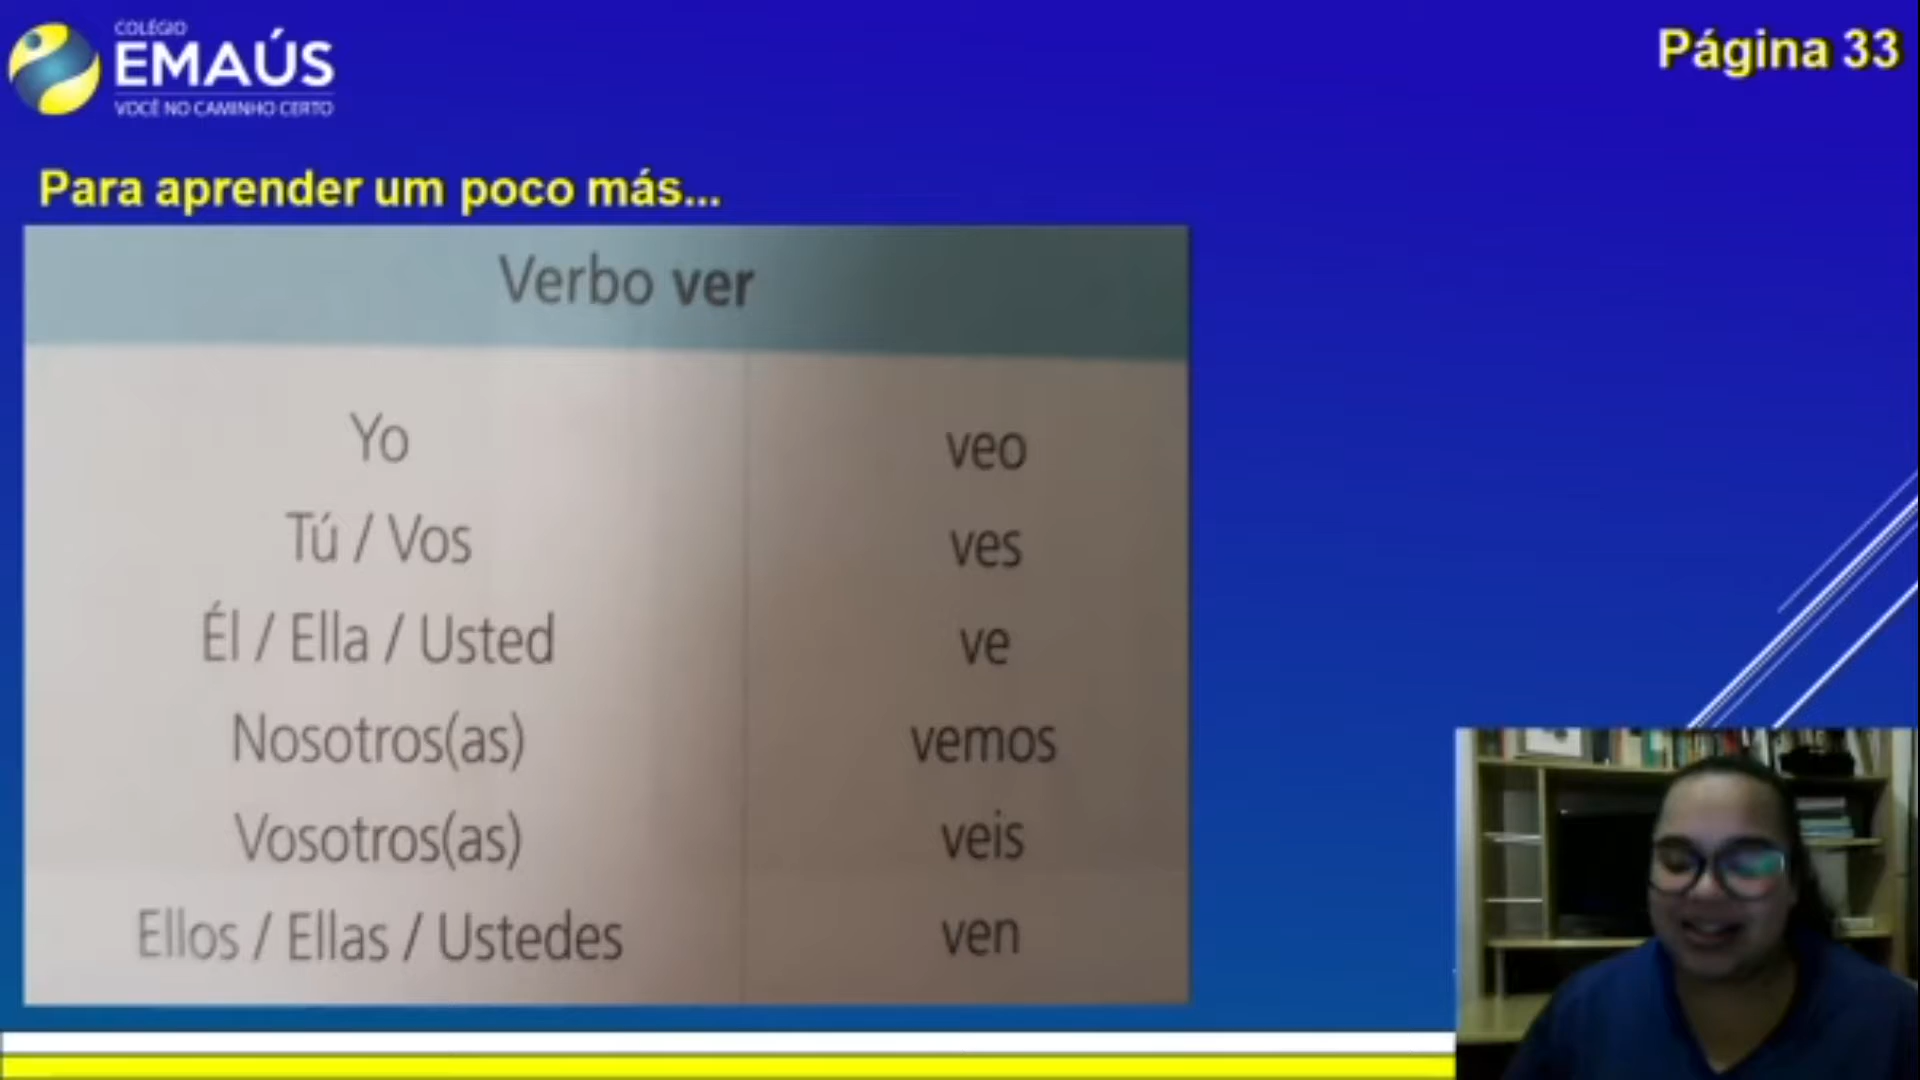 COLÉGIO
EMAÚS
VOCÊ NO CAMINHO CERTO
Página 33
Para aprender um poco más...
Verbo ver
Yo veo
Tú / Vos ves
Él / Ella / Usted ve
Nosotros(as) vemos
Vosotros(as) veis
Ellos / Ellas / Ustedes ven